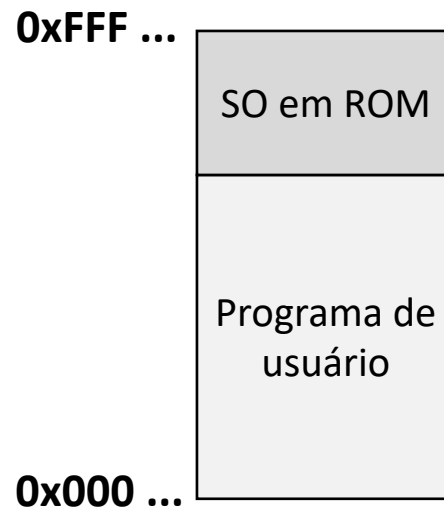 0xFFF ...
SO em ROM
Programa de
usuário
0x000 ...